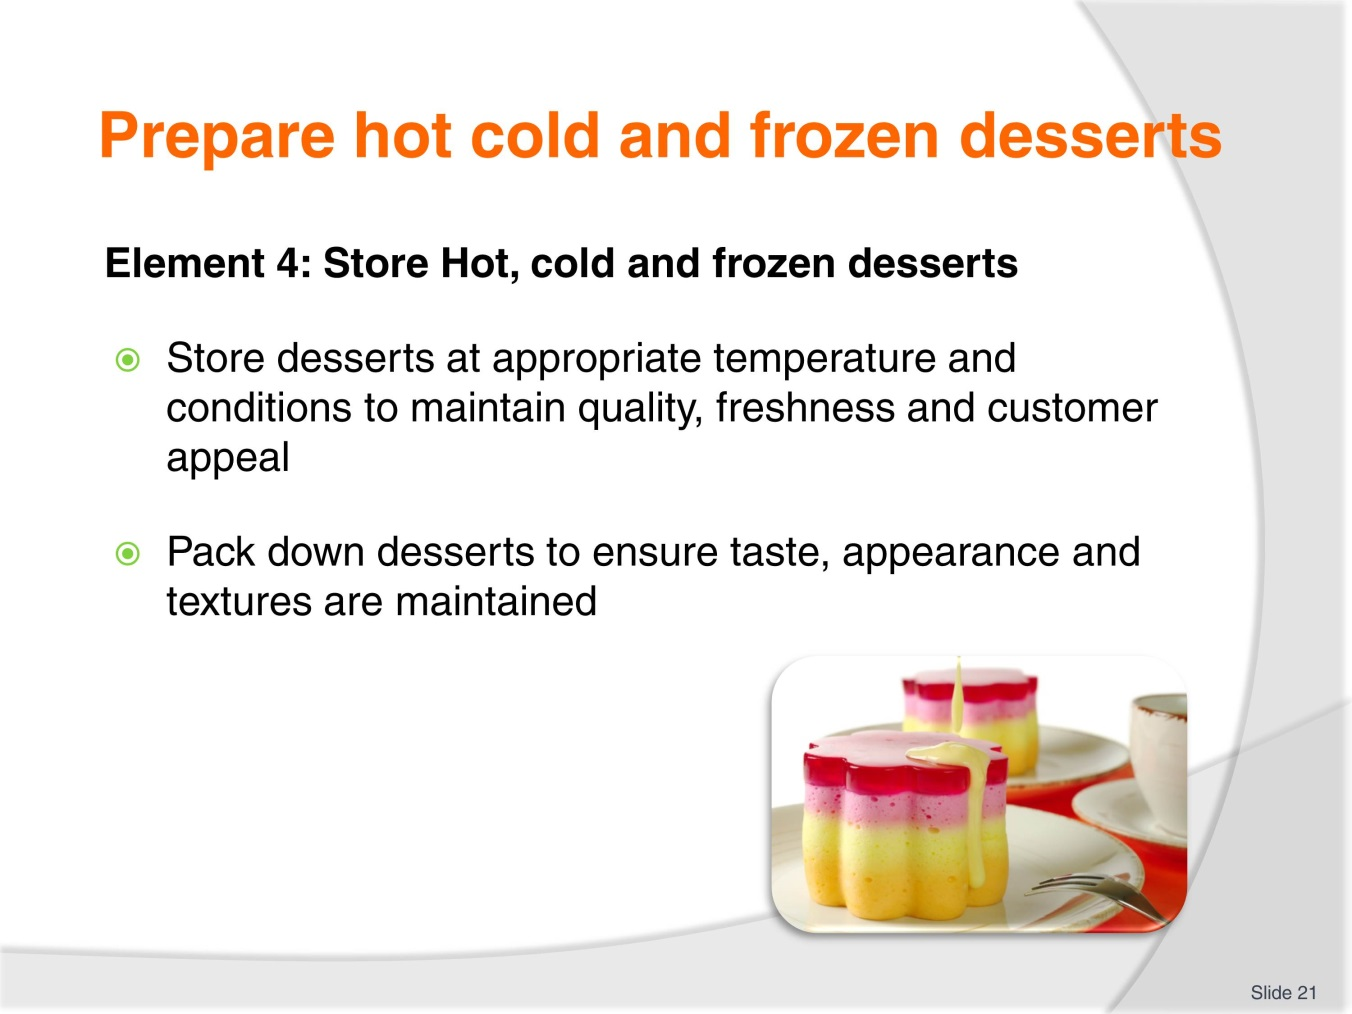 Prepare hot cold and frozen desserts
Element 4: Store Hot, cold and frozen desserts
Store desserts at appropriate temperature and
conditions to maintain quality, freshness and customer
appeal
Pack down desserts to ensure taste, appearance and
textures are maintained
Slide 21